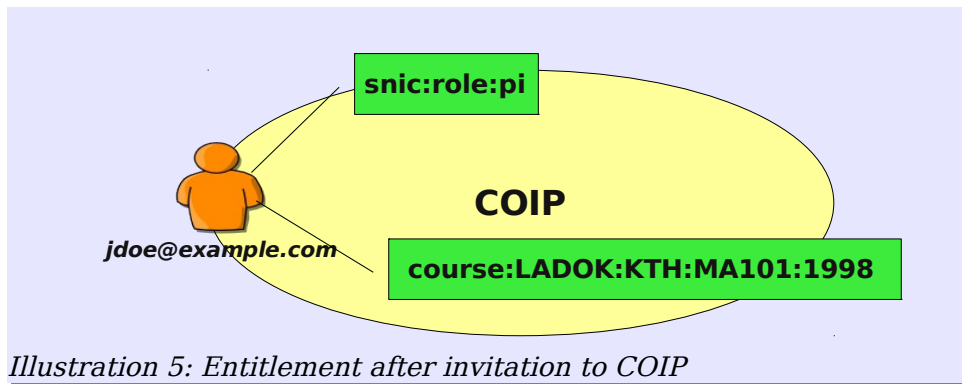 snic:role:pi
COIP
jdoe@example.com
course:LADOK:KTH:MA101:1998
Illustration 5: Entitlement after invitation to COIP